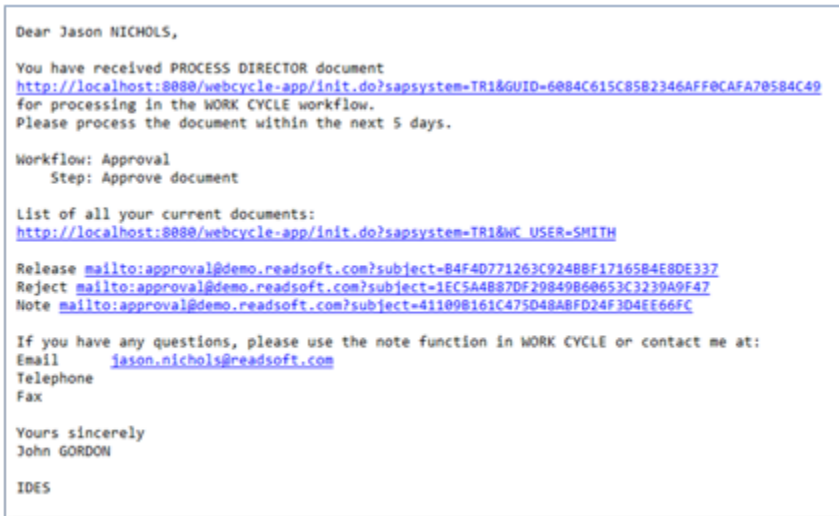 Dear Jason NICHOLS,
You have received PROCESS DIRECTOR document
http://localhost:8080/webcycle-app/init.do?sapsystem=TR1&GUID=6084C615C85B2346AFF0CAFA70584C49
for processing in the WORK CYCLE workflow.
Please process the document within the next 5 days.
Workflow: Approval
Step: Approve document
List of all your current documents:
http://localhost:8080/webcycle-app/init.do?sapsystem=TR1&WC_USER=SMITH
Release mailto:approval@demo.readsoft.com?subject=B4F4D771263C924BBF17165B4E8DE337
Reject mailto:approval@demo.readsoft.com?subject=1EC5A4B87DF29849B60653C3239A9F47
Note mailto:approval@demo.readsoft.com?subject=41109B161C475D48ABFD24F3D4EE66FC
If you have any questions, please use the note function in WORK CYCLE or contact me at:
Email jason.nichols@readsoft.com
Telephone
Fax
Yours sincerely
John GORDON
IDES